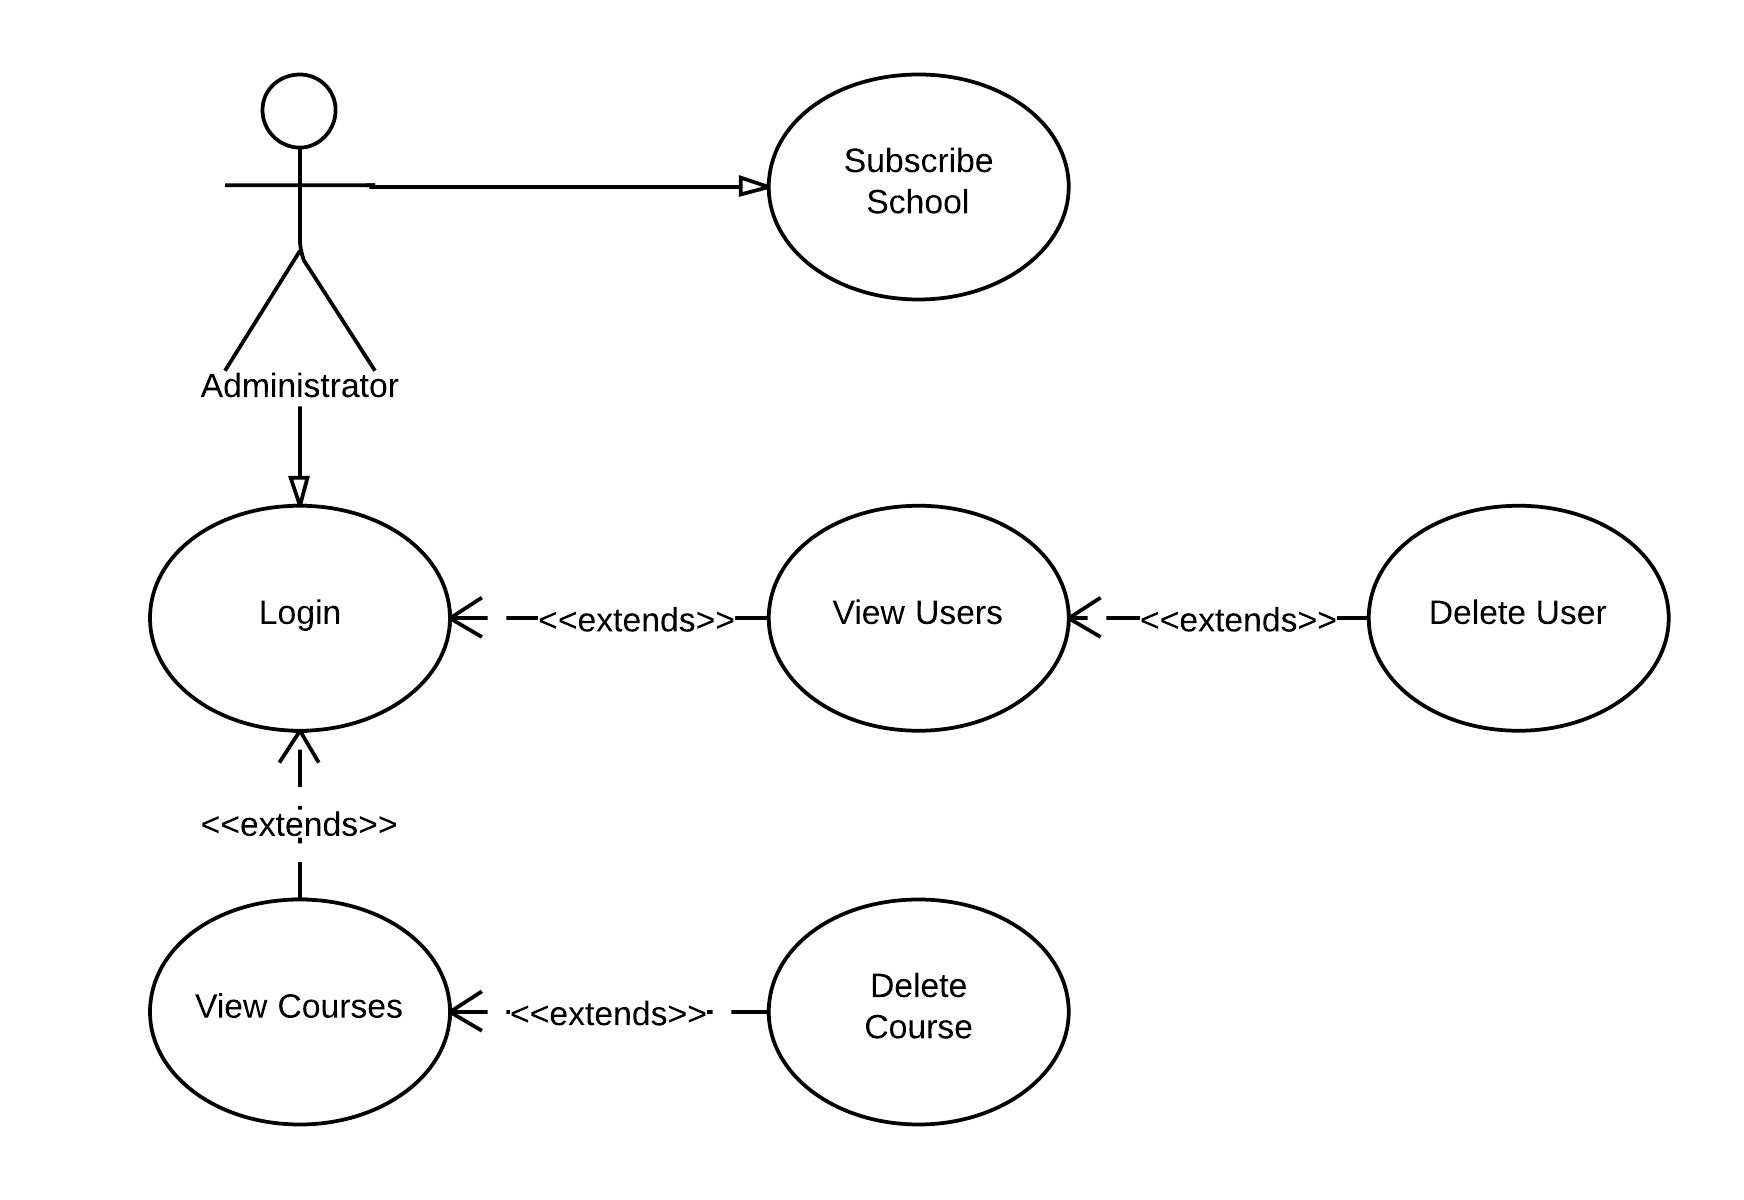 Subscribe
School
Administrator
Login
<<extends>>
View Users
<<extends>>
Delete User
<<extends>>
View Courses
<<extends>>
Delete
Course